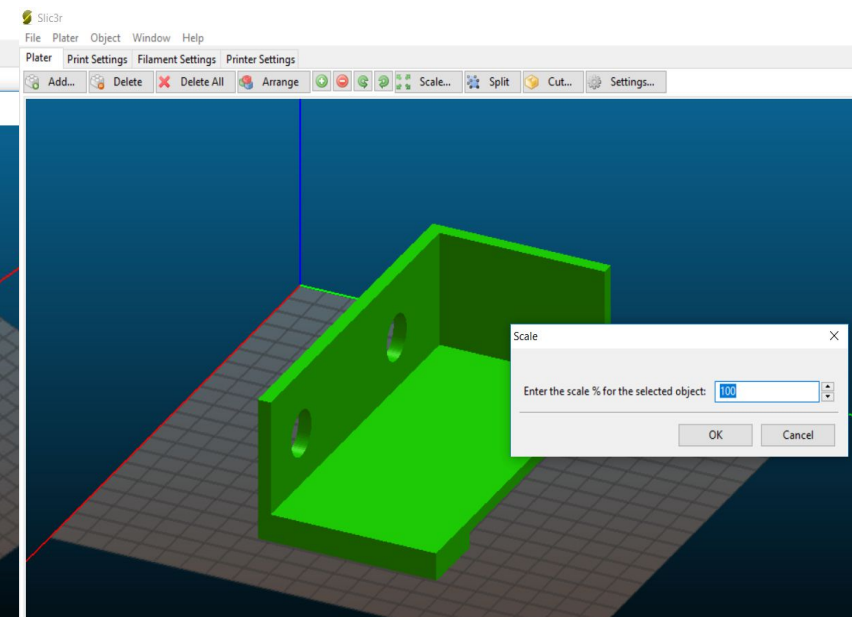 Slic3r
File Plater Object Window Help
Plater Print Settings Filament Settings Printer Settings
Add... Delete Delete All Arrange Scale... Split Cut... Settings...
Scale
Enter the scale % for the selected object: 100
OK Cancel